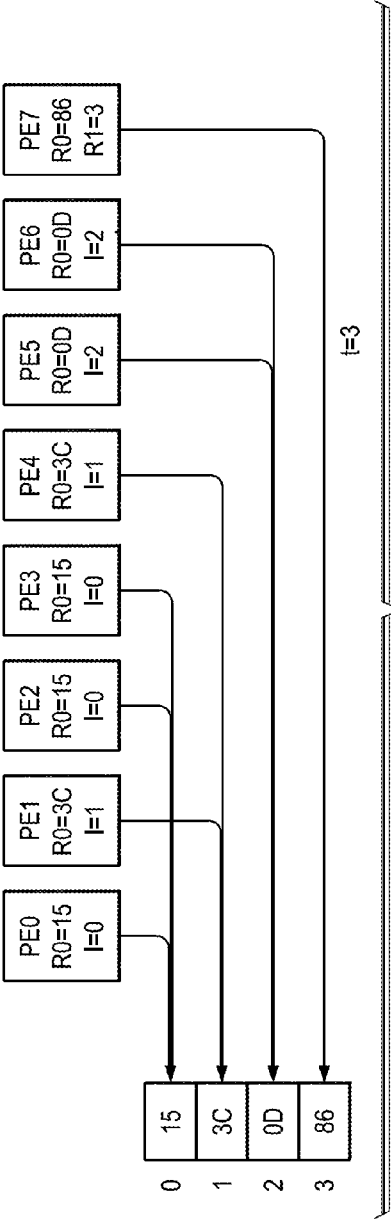 PE0
R0=15
I=0
PE1
R0=3C
I=1
PE2
R0=15
I=0
PE3
R0=15
I=0
PE4
R0=3C
I=1
PE5
R0=0D
I=2
PE6
R0=0D
I=2
PE7
R0=86
R1=3
0
15
1
3C
2
0D
3
86
t=3